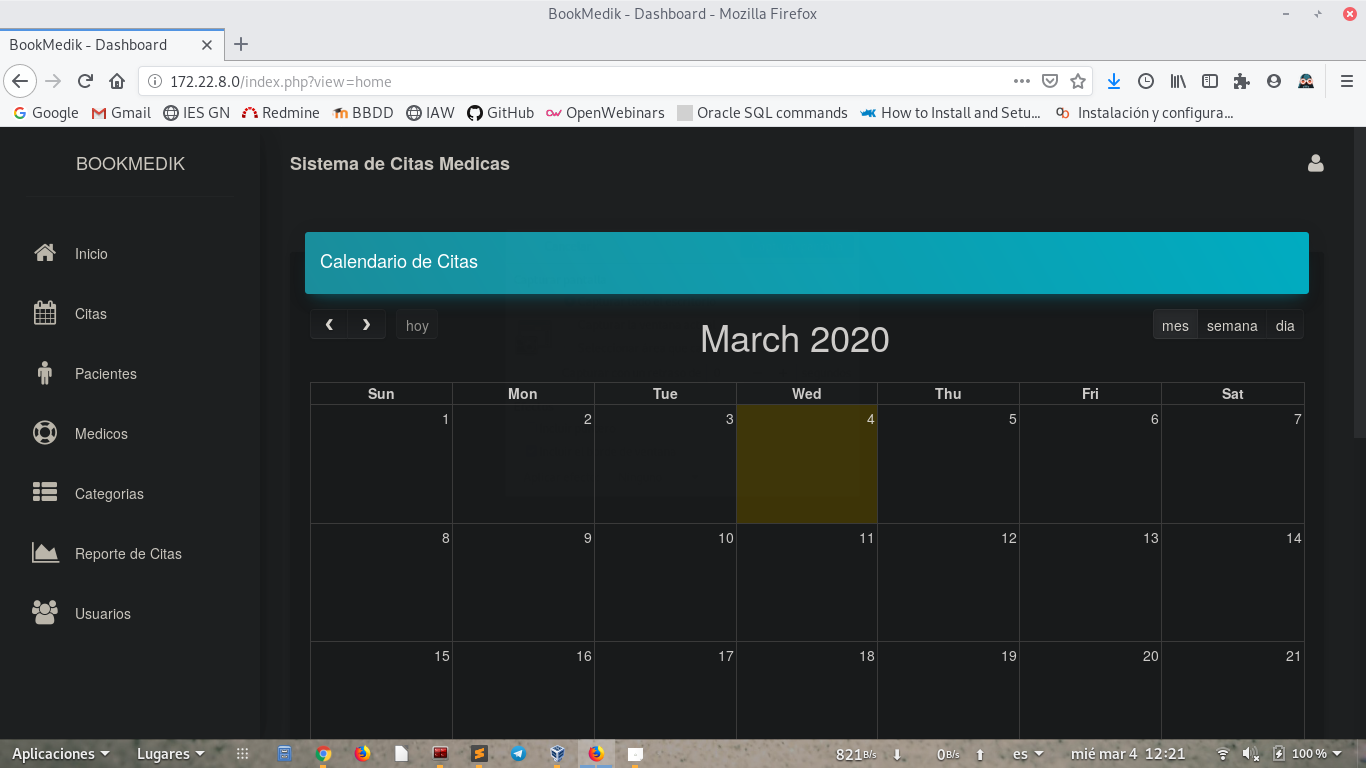 BookMedik - Dashboard - Mozilla Firefox
BookMedik - Dashboard
172.22.8.0/index.php?view=home
Google Gmail IES GN Redmine BBDD IAW GitHub OpenWebinars Oracle SQL commands How to Install and Setu... Instalación y configura...
BOOKMEDIK
Sistema de Citas Medicas
Inicio
Citas
Pacientes
Medicos
Categorias
Reporte de Citas
Usuarios
Calendario de Citas
hoy
March 2020
mes semana dia
Sun Mon Tue Wed Thu Fri Sat
1 2 3 4 5 6 7
8 9 10 11 12 13 14
15 16 17 18 19 20 21
Aplicaciones Lugares 821B/s 0B/s es mié mar 4 12:21 100 %